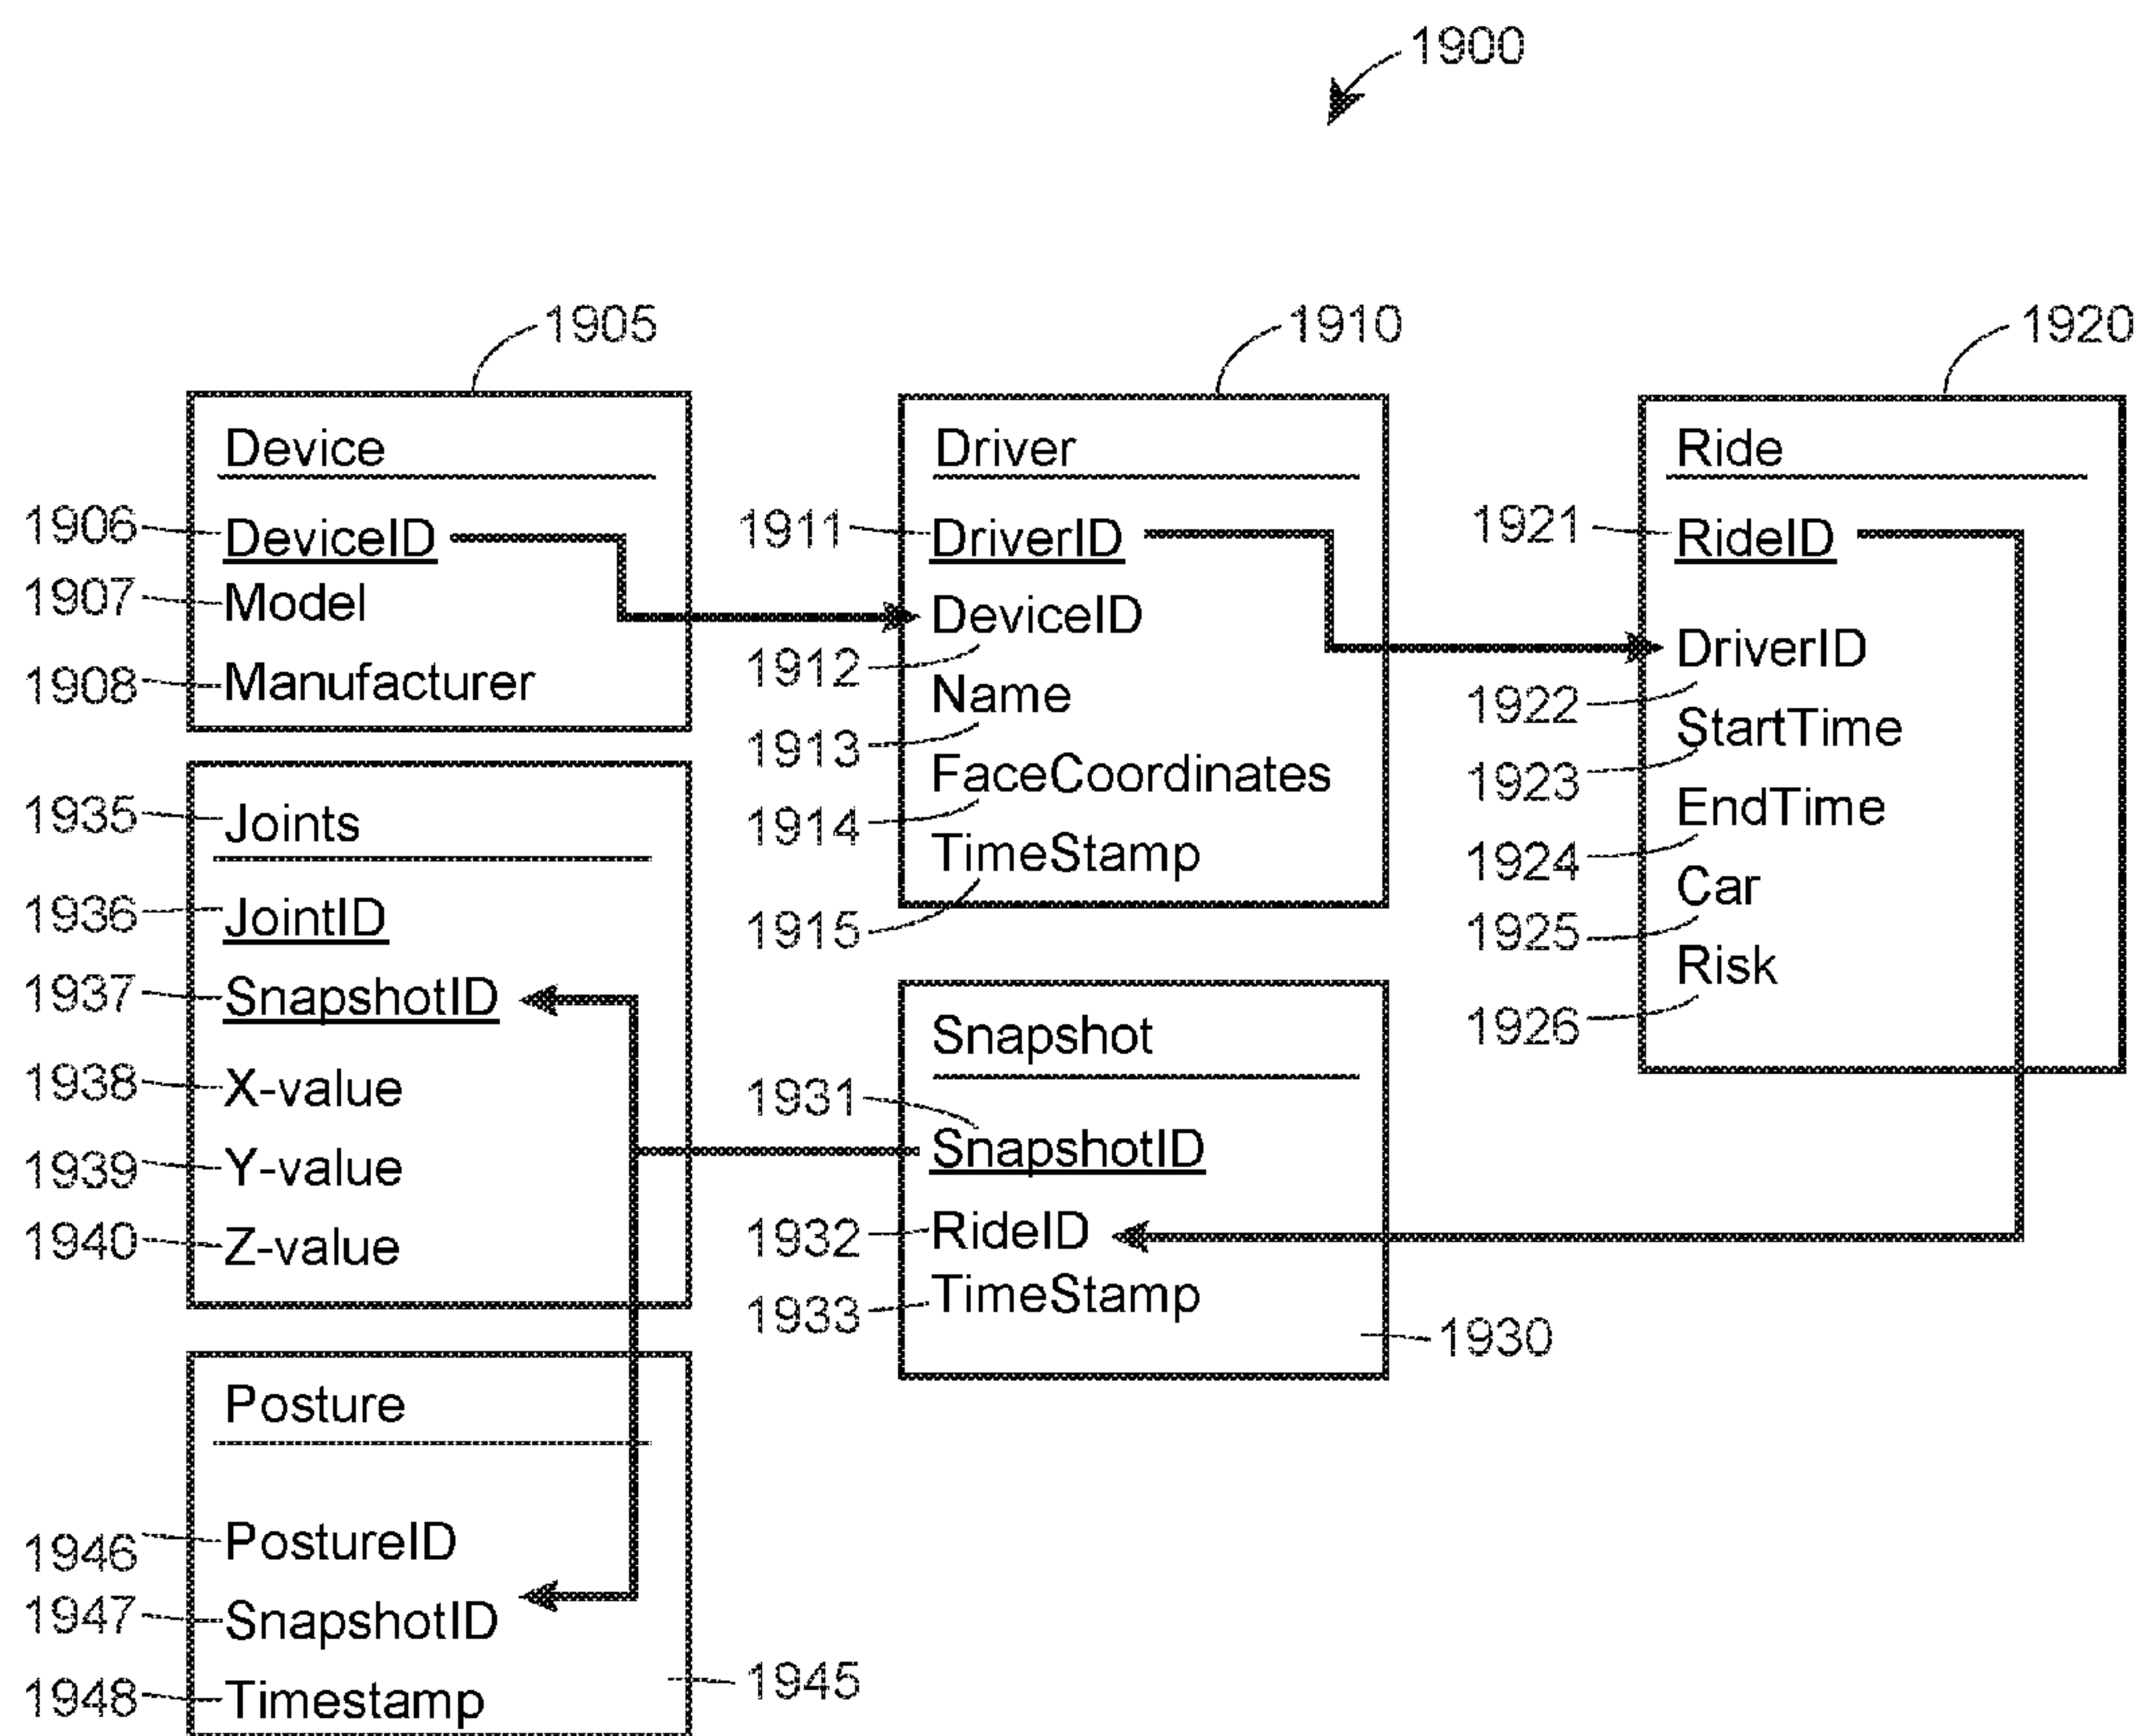 1900
1905
Device
1906 DeviceID
1907 Model
1908 Manufacturer
1910
Driver
1911 DriverID
DeviceID
1912
Name
1913
FaceCoordinates
1914
TimeStamp
1915
1920
Ride
1921 RideID
DriverID
1922
StartTime
1923
EndTime
1924
Car
1925
Risk
1926
1935 Joints
1936 JointID
1937 SnapshotID
1938 X-value
1939 Y-value
1940 Z-value
Snapshot
1931
SnapshotID
1932 RideID
1933 TimeStamp
1930
Posture
1946 PostureID
1947 SnapshotID
1948 Timestamp
1945